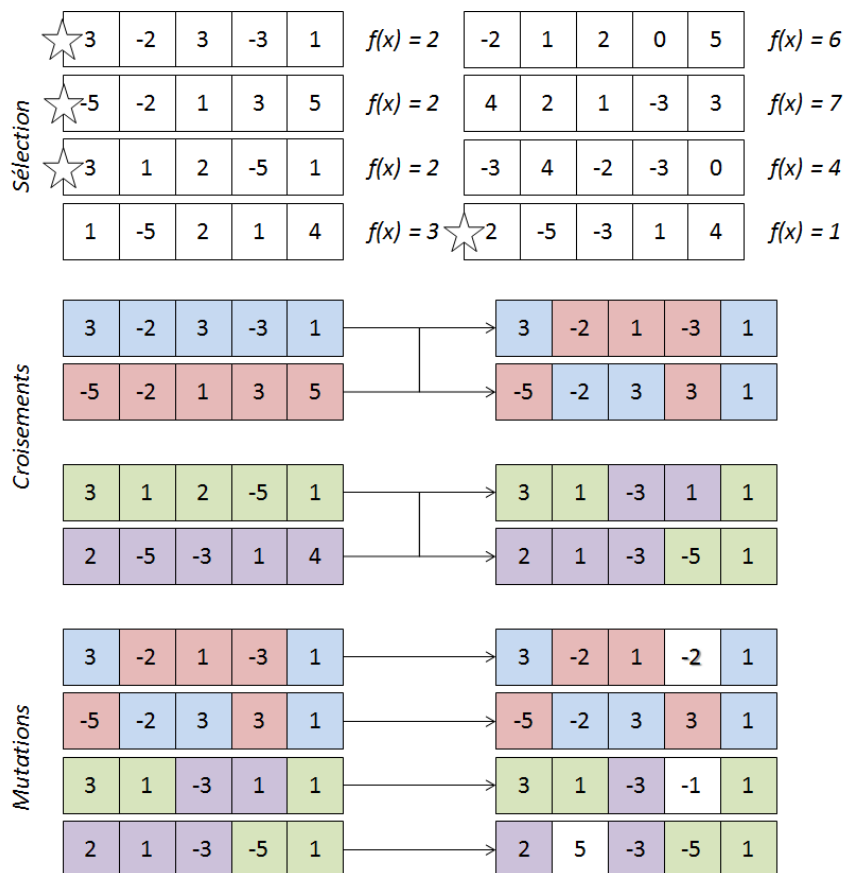 Sélection
3 -2 3 -3 1 f(x) = 2 -2 1 2 0 5 f(x) = 6
-5 -2 1 3 5 f(x) = 2 4 2 1 -3 3 f(x) = 7
3 1 2 -5 1 f(x) = 2 -3 4 -2 -3 0 f(x) = 4
1 -5 2 1 4 f(x) = 3 2 -5 -3 1 4 f(x) = 1
Croisements
3 -2 3 -3 1 3 -2 1 -3 1
-5 -2 1 3 5 -5 -2 3 3 1
3 1 2 -5 1 3 1 -3 1 1
2 -5 -3 1 4 2 1 -3 -5 1
Mutations
3 -2 1 -3 1 3 -2 1 -2 1
-5 -2 3 3 1 -5 -2 3 3 1
3 1 -3 1 1 3 1 -3 -1 1
2 1 -3 -5 1 2 5 -3 -5 1